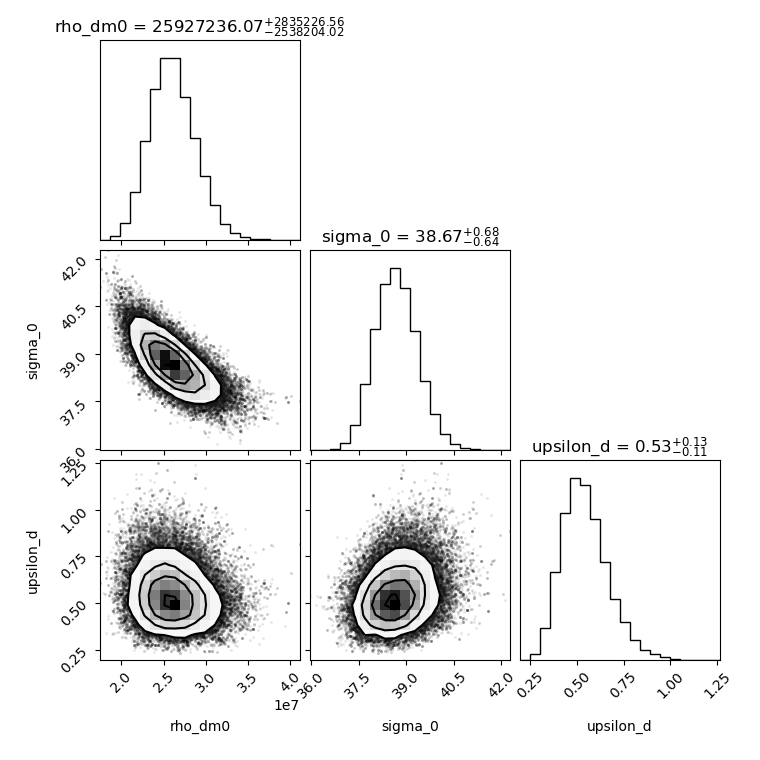 rho_dm0 = 25927236.07+2835226.56
−2538204.02
sigma_0 = 38.67+0.68
−0.64
42.0
40.5
39.0
37.5
36.0
sigma_0
upsilon_d = 0.53+0.13
−0.11
1.25
1.00
0.75
0.50
0.25
upsilon_d
2.0 2.5 3.0 3.5 4.0
1e7
rho_dm0
36.0 37.5 39.0 40.5 42.0
sigma_0
0.25 0.50 0.75 1.00 1.25
upsilon_d